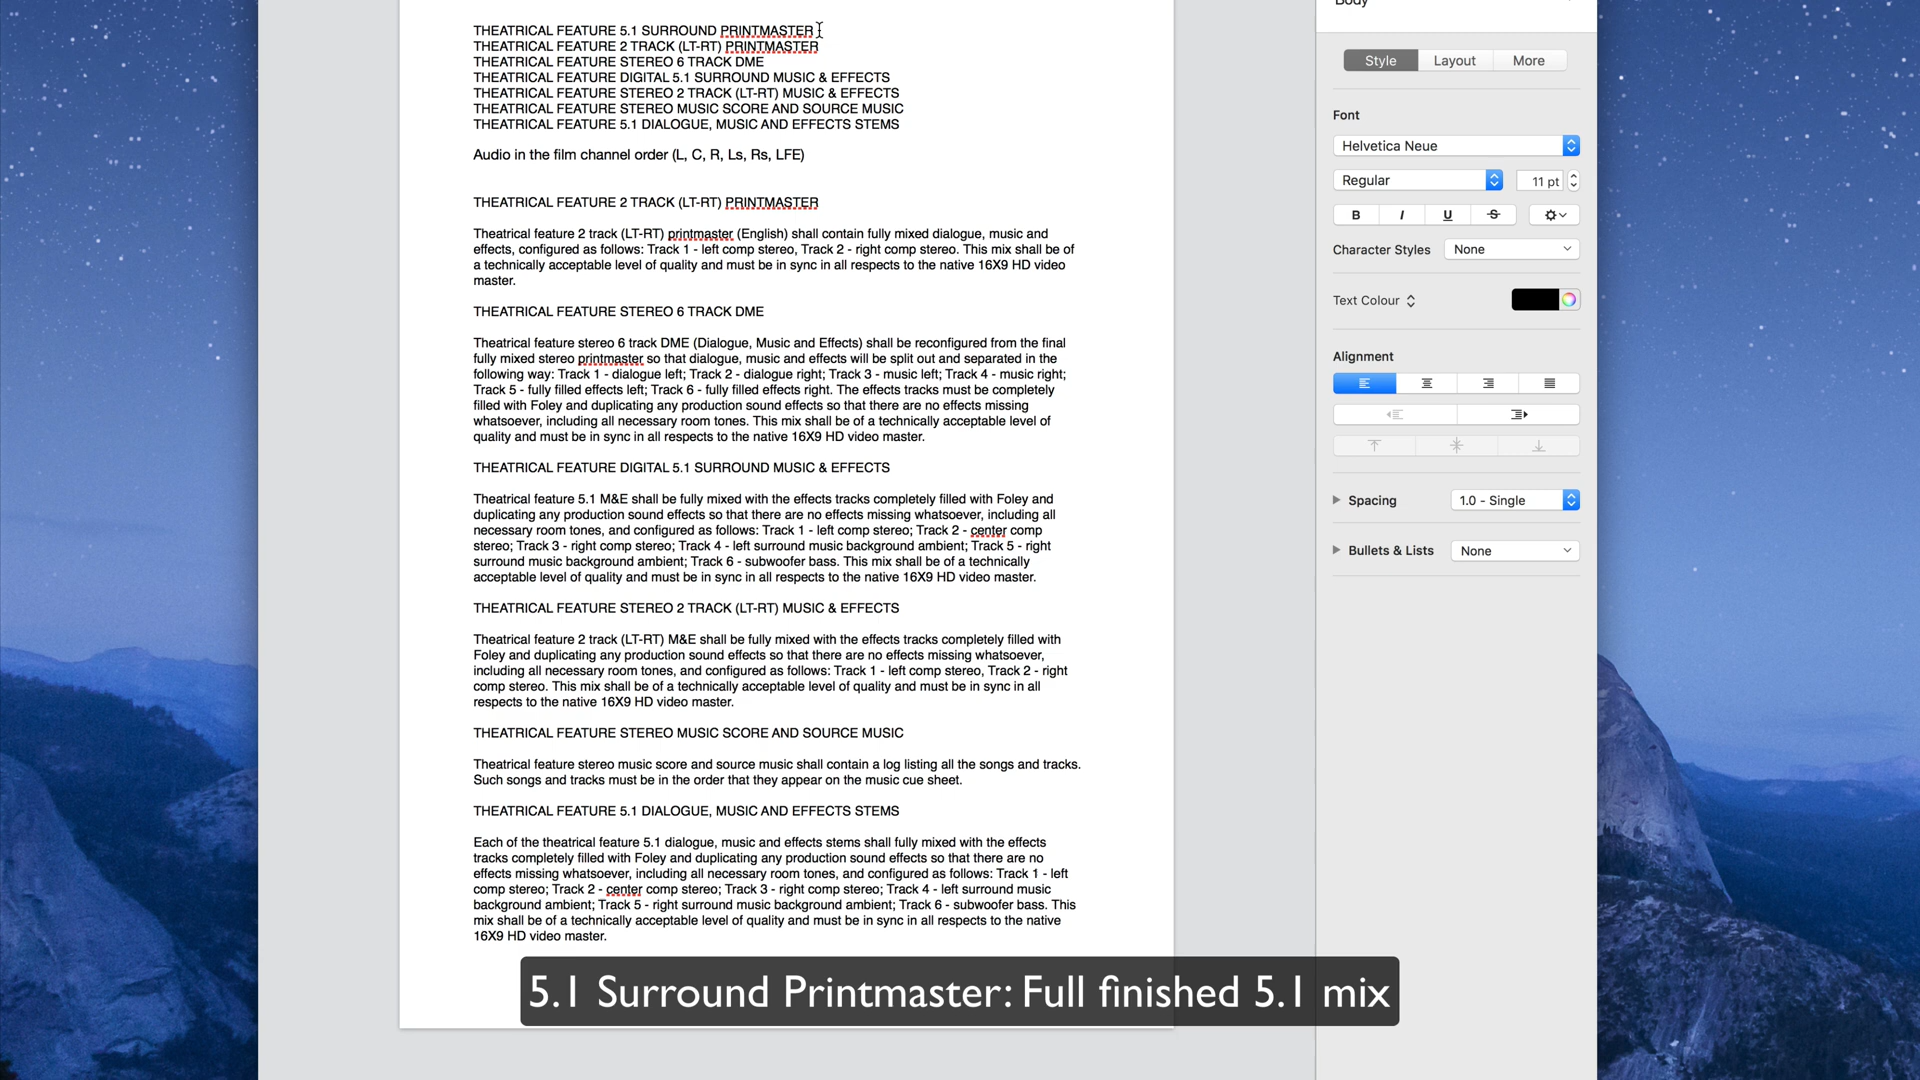 THEATRICAL FEATURE 5.1 SURROUND PRINTMASTER
THEATRICAL FEATURE 2 TRACK (LT-RT) PRINTMASTER
THEATRICAL FEATURE STEREO 6 TRACK DME
THEATRICAL FEATURE DIGITAL 5.1 SURROUND MUSIC & EFFECTS
THEATRICAL FEATURE STEREO 2 TRACK (LT-RT) MUSIC & EFFECTS
THEATRICAL FEATURE STEREO MUSIC SCORE AND SOURCE MUSIC
THEATRICAL FEATURE 5.1 DIALOGUE, MUSIC AND EFFECTS STEMS
Audio in the film channel order (L, C, R, Ls, Rs, LFE)
THEATRICAL FEATURE 2 TRACK (LT-RT) PRINTMASTER
Theatrical feature 2 track (LT-RT) printmaster (English) shall contain fully mixed dialogue, music and
effects, configured as follows: Track 1 - left comp stereo, Track 2 - right comp stereo. This mix shall be of
a technically acceptable level of quality and must be in sync in all respects to the native 16X9 HD video
master.
THEATRICAL FEATURE STEREO 6 TRACK DME
Theatrical feature stereo 6 track DME (Dialogue, Music and Effects) shall be reconfigured from the final
fully mixed stereo printmaster so that dialogue, music and effects will be split out and separated in the
following way: Track 1 - dialogue left; Track 2 - dialogue right; Track 3 - music left; Track 4 - music right;
Track 5 - fully filled effects left; Track 6 - fully filled effects right. The effects tracks must be completely
filled with Foley and duplicating any production sound effects so that there are no effects missing
whatsoever, including all necessary room tones. This mix shall be of a technically acceptable level of
quality and must be in sync in all respects to the native 16X9 HD video master.
THEATRICAL FEATURE DIGITAL 5.1 SURROUND MUSIC & EFFECTS
Theatrical feature 5.1 M&E shall be fully mixed with the effects tracks completely filled with Foley and
duplicating any production sound effects so that there are no effects missing whatsoever, including all
necessary room tones, and configured as follows: Track 1 - left comp stereo; Track 2 - center comp
stereo; Track 3 - right comp stereo; Track 4 - left surround music background ambient; Track 5 - right
surround music background ambient; Track 6 - subwoofer bass. This mix shall be of a technically
acceptable level of quality and must be in sync in all respects to the native 16X9 HD video master.
THEATRICAL FEATURE STEREO 2 TRACK (LT-RT) MUSIC & EFFECTS
Theatrical feature 2 track (LT-RT) M&E shall be fully mixed with the effects tracks completely filled with
Foley and duplicating any production sound effects so that there are no effects missing whatsoever,
including all necessary room tones, and configured as follows: Track 1 - left comp stereo, Track 2 - right
comp stereo. This mix shall be of a technically acceptable level of quality and must be in sync in all
respects to the native 16X9 HD video master.
THEATRICAL FEATURE STEREO MUSIC SCORE AND SOURCE MUSIC
Theatrical feature stereo music score and source music shall contain a log listing all the songs and tracks.
Such songs and tracks must be in the order that they appear on the music cue sheet.
THEATRICAL FEATURE 5.1 DIALOGUE, MUSIC AND EFFECTS STEMS
Each of the theatrical feature 5.1 dialogue, music and effects stems shall fully mixed with the effects
tracks completely filled with Foley and duplicating any production sound effects so that there are no
effects missing whatsoever, including all necessary room tones, and configured as follows: Track 1 - left
comp stereo; Track 2 - center comp stereo; Track 3 - right comp stereo; Track 4 - left surround music
background ambient; Track 5 - right surround music background ambient; Track 6 - subwoofer bass. This
mix shall be of a technically acceptable level of quality and must be in sync in all respects to the native
16X9 HD video master.
5.1 Surround Printmaster: Full finished 5.1 mix
Body
Style Layout More
Font
Helvetica Neue
Regular 11 pt
B I U S
Character Styles None
Text Colour
Alignment
Spacing 1.0 - Single
Bullets & Lists None